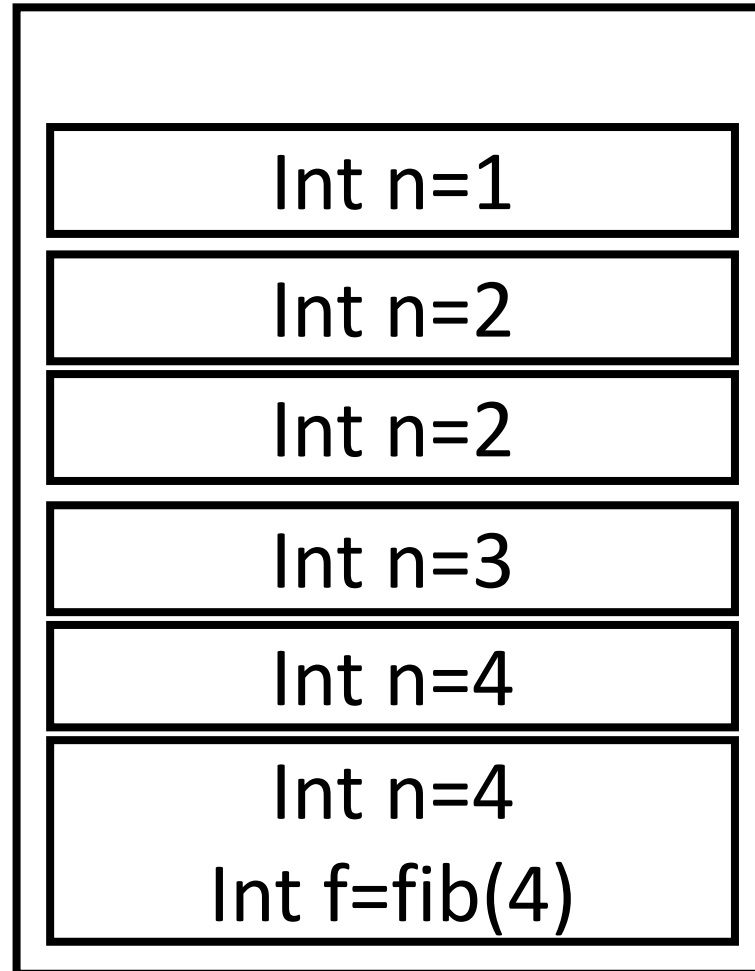 Int n=1
Int n=2
Int n=2
Int n=3
Int n=4
Int n=4
Int f=fib(4)